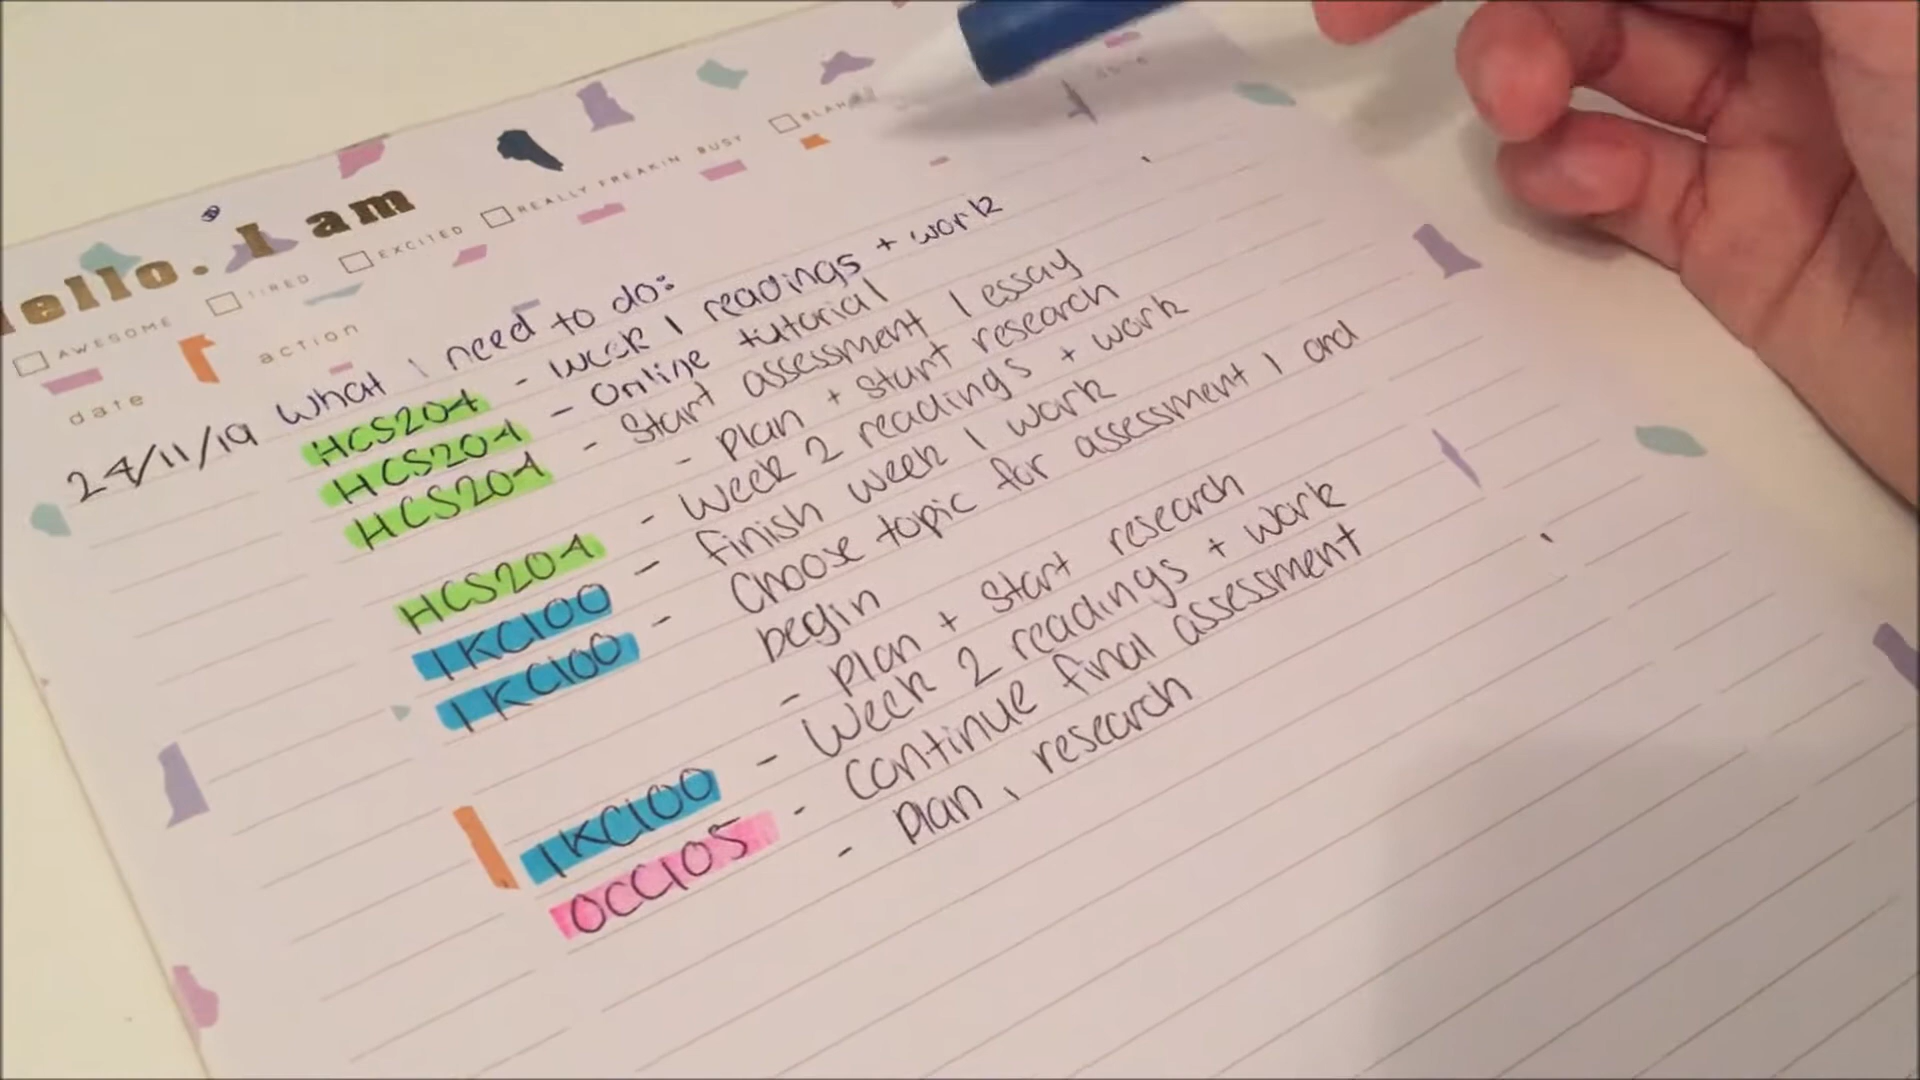 ello. I am
AWESOME TIRED EXCITED REALLY FREAKIN BUSY BLAH
date action
24/11/19 What i need to do:
HCS204 - Week 1 readings + work
HCS204 - Online tutorial
HCS204 - Start assessment 1 essay
- plan + start research
HCS204 - Week 2 readings + work
IKC100 - finish week 1 work
IKC100 - Choose topic for assessment 1 and
begin
- plan + start research
IKC100 - Week 2 readings + work
OCC105 - Continue final assessment
- plan, research